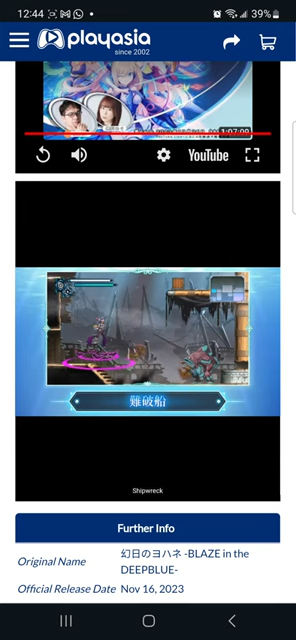 12:44
39%
playasia
since 2002
1:07:09
YouTube
難破船
Shipwreck
Further Info
Original Name 幻日のヨハネ -BLAZE in the
DEEPBLUE-
Official Release Date Nov 16, 2023